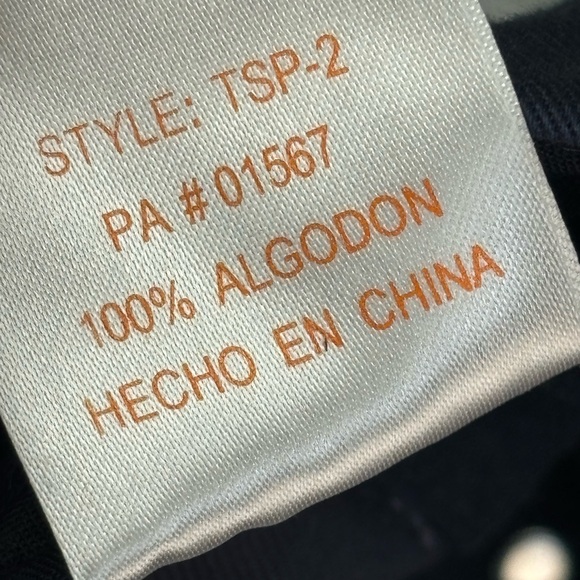 STYLE: TSP-2
PA # 01567
100% ALGODON
HECHO EN CHINA